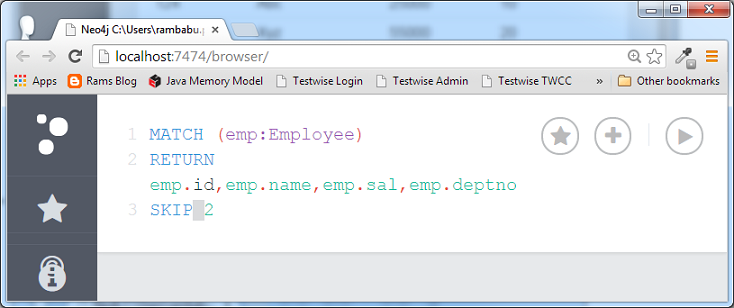 Neo4j C:\Users\rambabu.p
localhost:7474/browser/
Apps Rams Blog Java Memory Model Testwise Login Testwise Admin Testwise TWCC » Other bookmarks
1 MATCH (emp:Employee)
2 RETURN
emp.id,emp.name,emp.sal,emp.deptno
3 SKIP 2